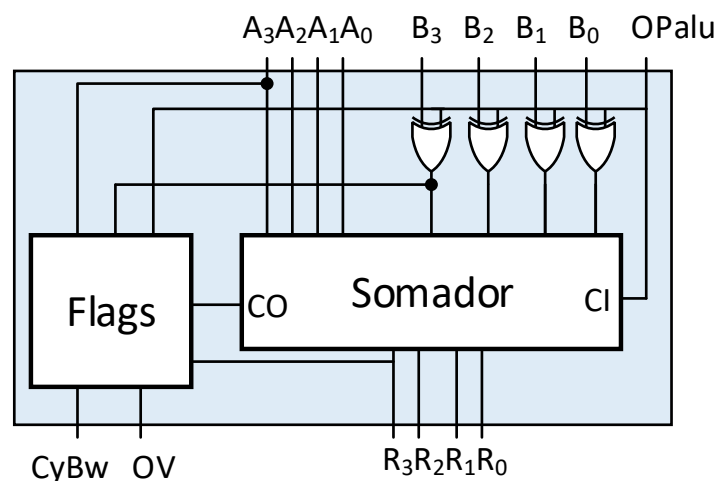 A₃A₂A₁A₀ B₃ B₂ B₁ B₀ OPalu
Flags CO Somador CI
CyBw OV R₃R₂R₁R₀